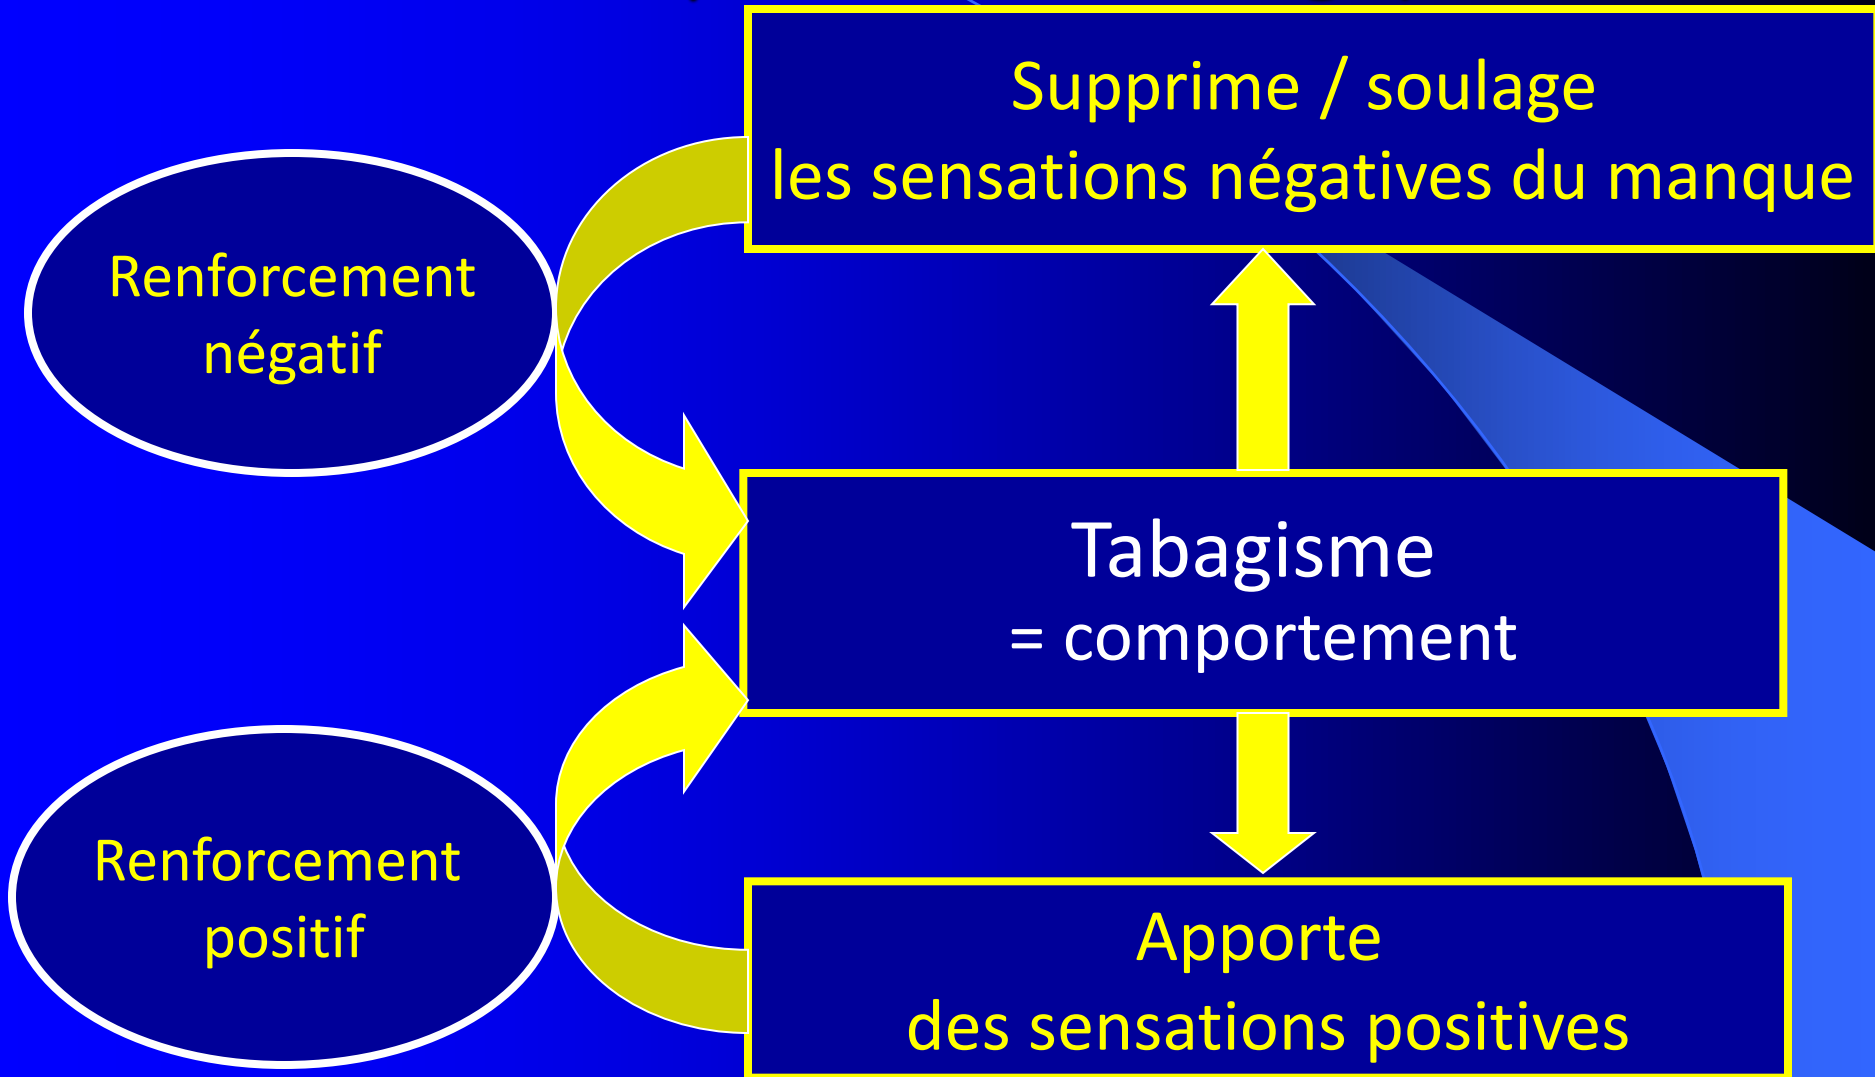 Supprime / soulage
les sensations négatives du manque
Renforcement
négatif
Tabagisme
= comportement
Renforcement
positif
Apporte
des sensations positives